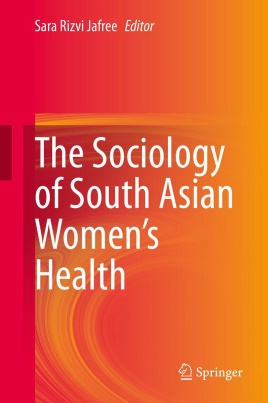 Sara Rizvi Jafree Editor
The Sociology
of South Asian
Women's
Health
Springer